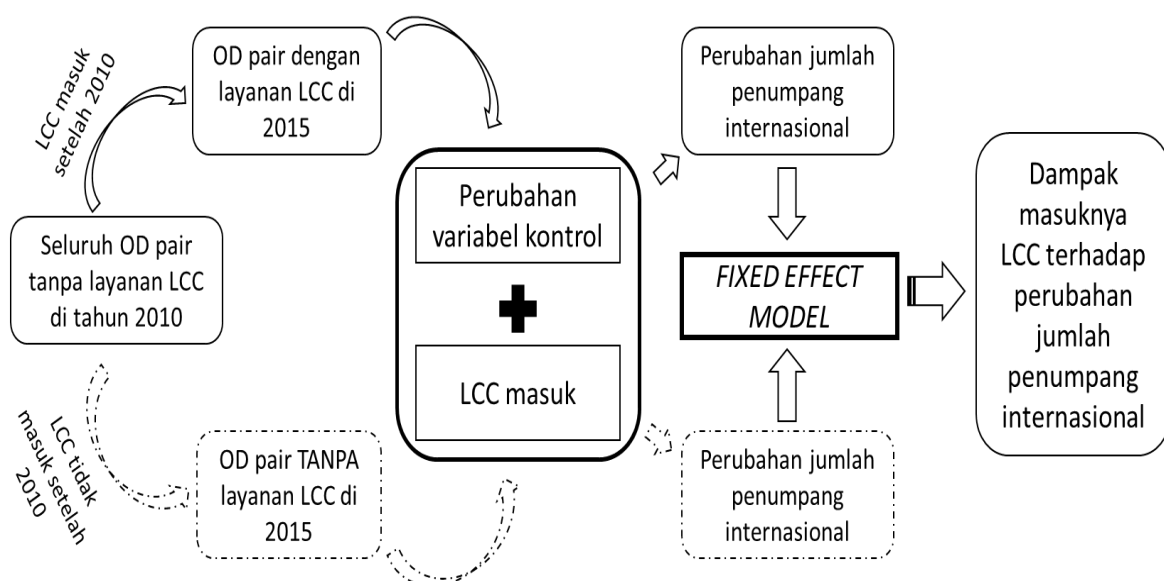 LCC masuk
setelah 2010
OD pair dengan
layanan LCC di
2015
Seluruh OD pair
tanpa layanan LCC
di tahun 2010
LCC tidak
masuk setelah
2010
OD pair TANPA
layanan LCC di
2015
Perubahan
variabel kontrol
LCC masuk
Perubahan jumlah
penumpang
internasional
FIXED EFFECT
MODEL
Perubahan jumlah
penumpang
internasional
Dampak
masuknya
LCC terhadap
perubahan
jumlah
penumpang
internasional